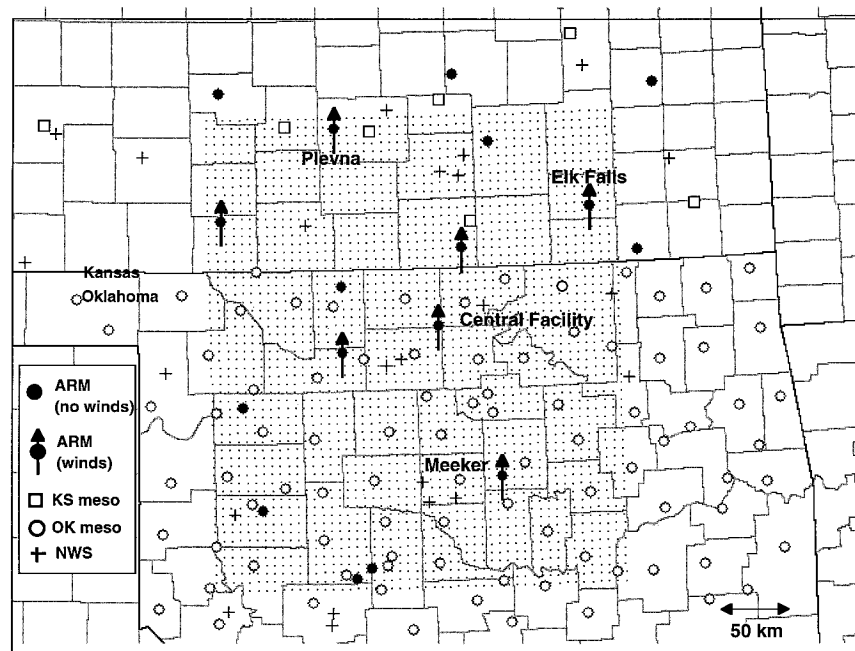 Plevna
Elk Falls
Kansas
Oklahoma
Central Facility
ARM
(no winds)
ARM
(winds)
KS meso
OK meso
NWS
Meeker
50 km